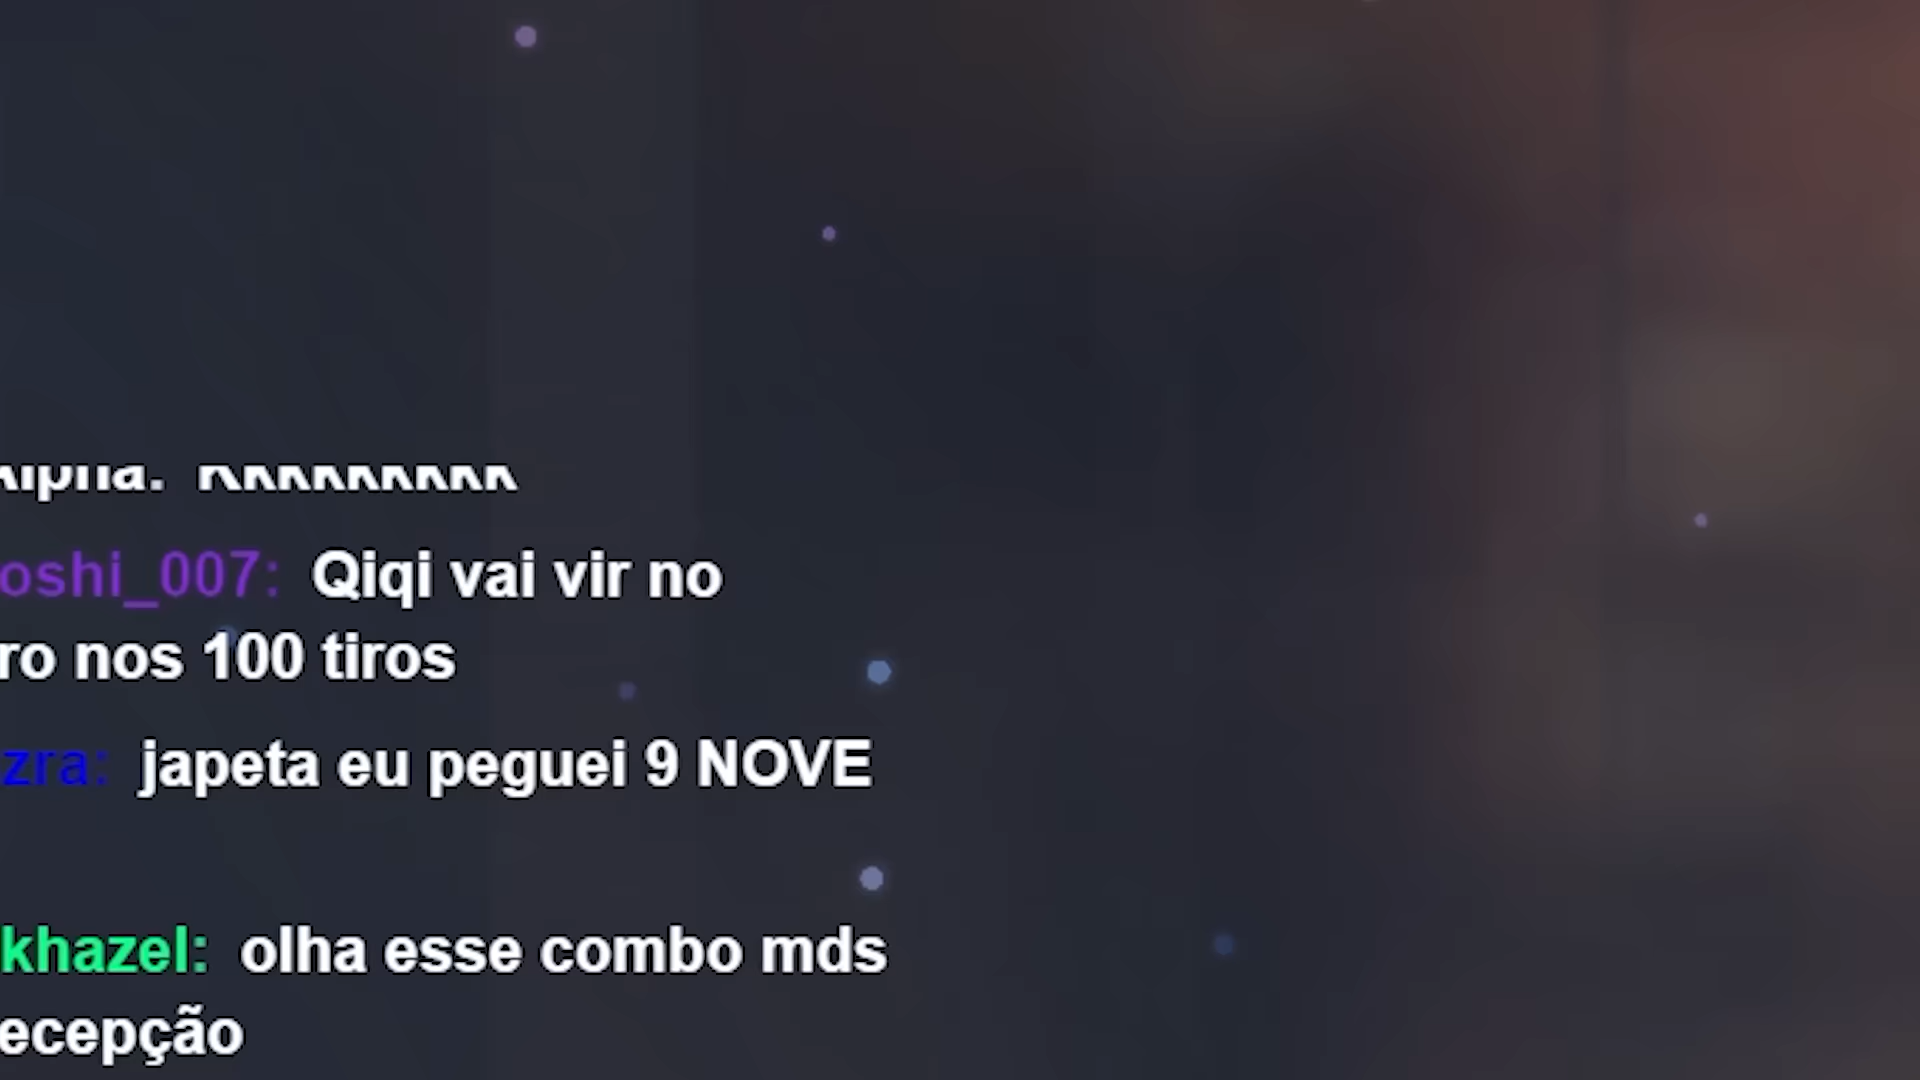 oshi_007: Qiqi vai vir no
ro nos 100 tiros
zra: japeta eu peguei 9 NOVE
khazel: olha esse combo mds
ecepção